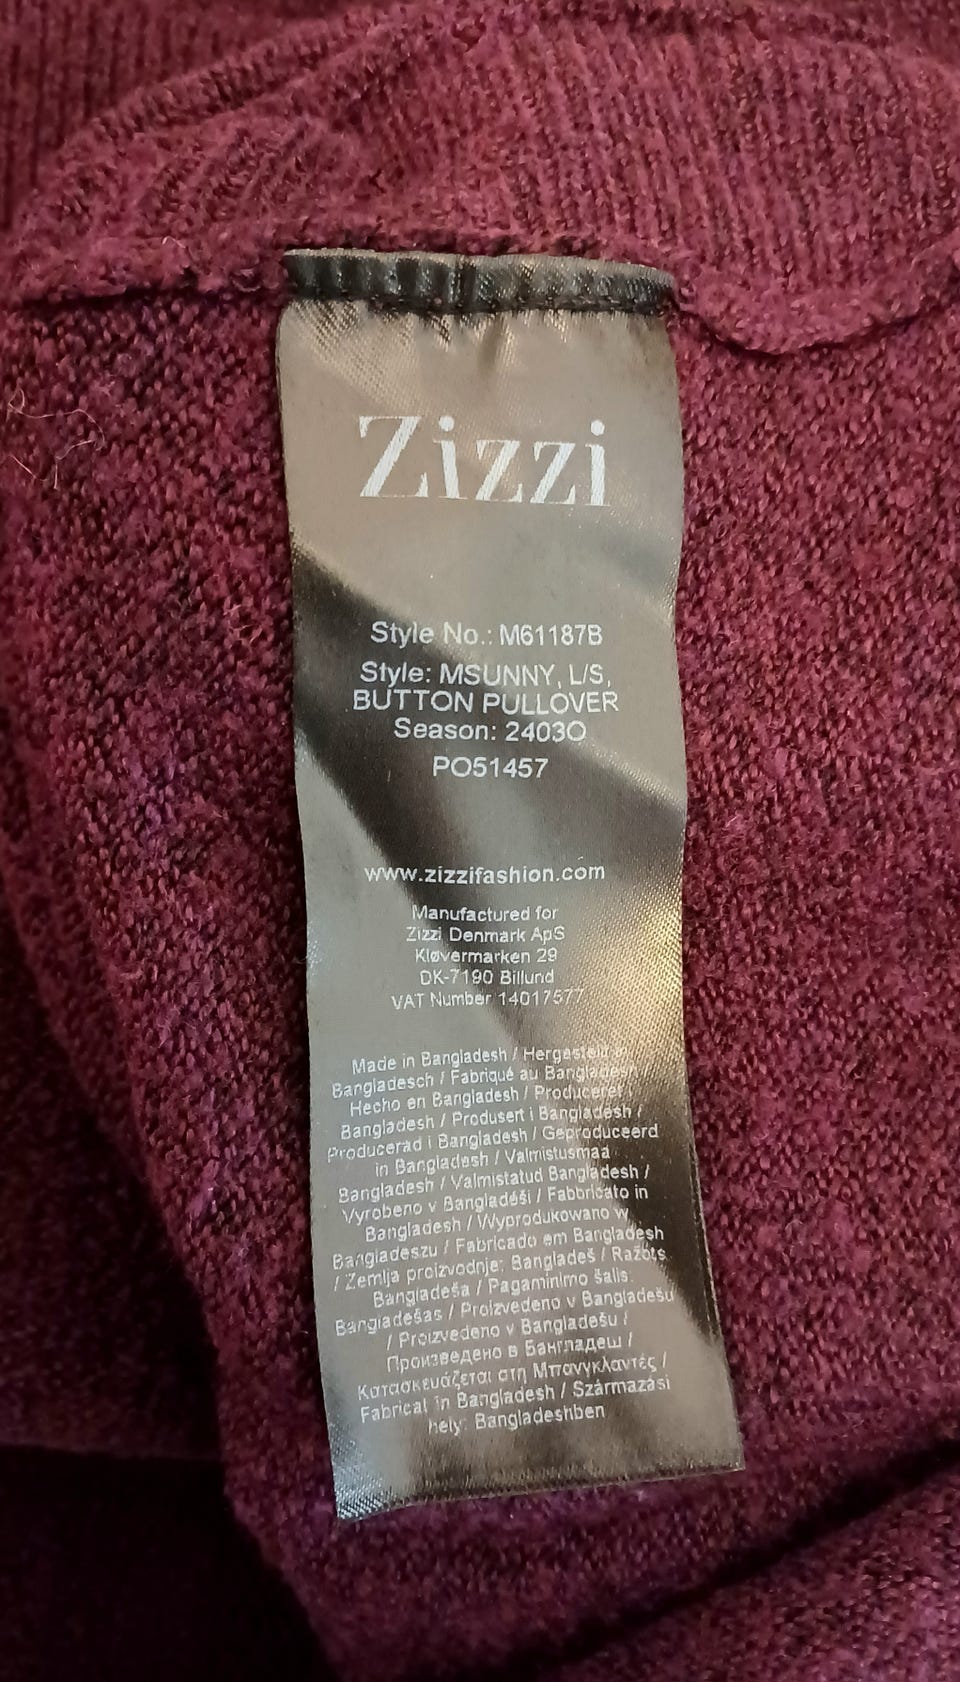 Zizzi
Style No.: M61187B
Style: MSUNNY, L/S,
BUTTON PULLOVER
Season: 2403O
PO51457
www.zizzifashion.com
Manufactured for
Zizzi Denmark ApS
Kløvermarken 29
DK-7190 Billund
VAT Number 14017577
Made in Bangladesh / Hergestellt in
Bangladesch / Fabriqué au Bangladesh
Hecho en Bangladesh / Produceret i
Bangladesh / Produsert i Bangladesh /
Producerad i Bangladesh / Geproduceerd
in Bangladesh / Valmistusmaa
Bangladesh / Valmistatud Bangladesh /
Vyrobeno v Bangladéši / Fabbricato in
Bangladesh / Wyprodukowano w
Bangladeszu / Fabricado em Bangladesh
/ Zemlja proizvodnje: Bangladeš / Ražots
Bangladeša / Pagaminimo šalis:
Bangladešas / Proizvedeno v Bangladešu
/ Proizvedeno v Bangladešu /
Произведено в Бангладеш /
Κατασκευάζεται στη Μπανγκλαντές /
Fabricat in Bangladesh / Származási
hely: Bangladeshben